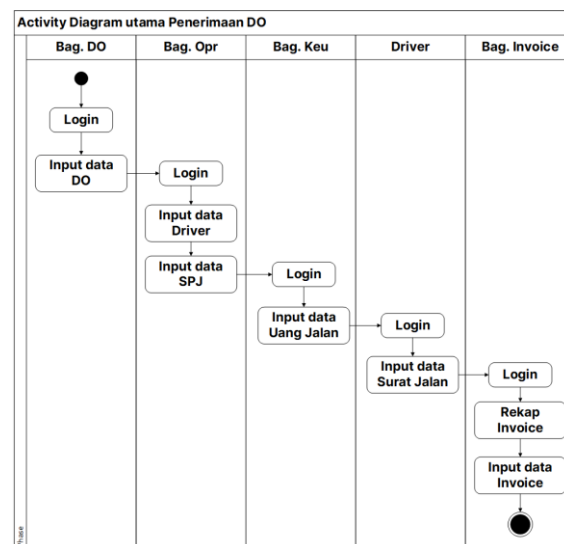 Activity Diagram utama Penerimaan DO
Bag. DO
Bag. Opr
Bag. Keu
Driver
Bag. Invoice
Login
Input data
DO
Login
Input data
Driver
Input data
SPJ
Login
Input data
Uang Jalan
Login
Input data
Surat Jalan
Login
Rekap
Invoice
Input data
Invoice
Phase